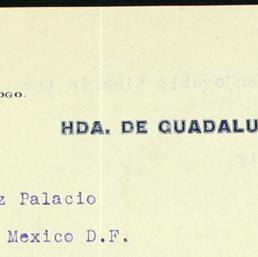 OGO.
HDA. DE GUADALU
z Palacio
Mexico D.F.